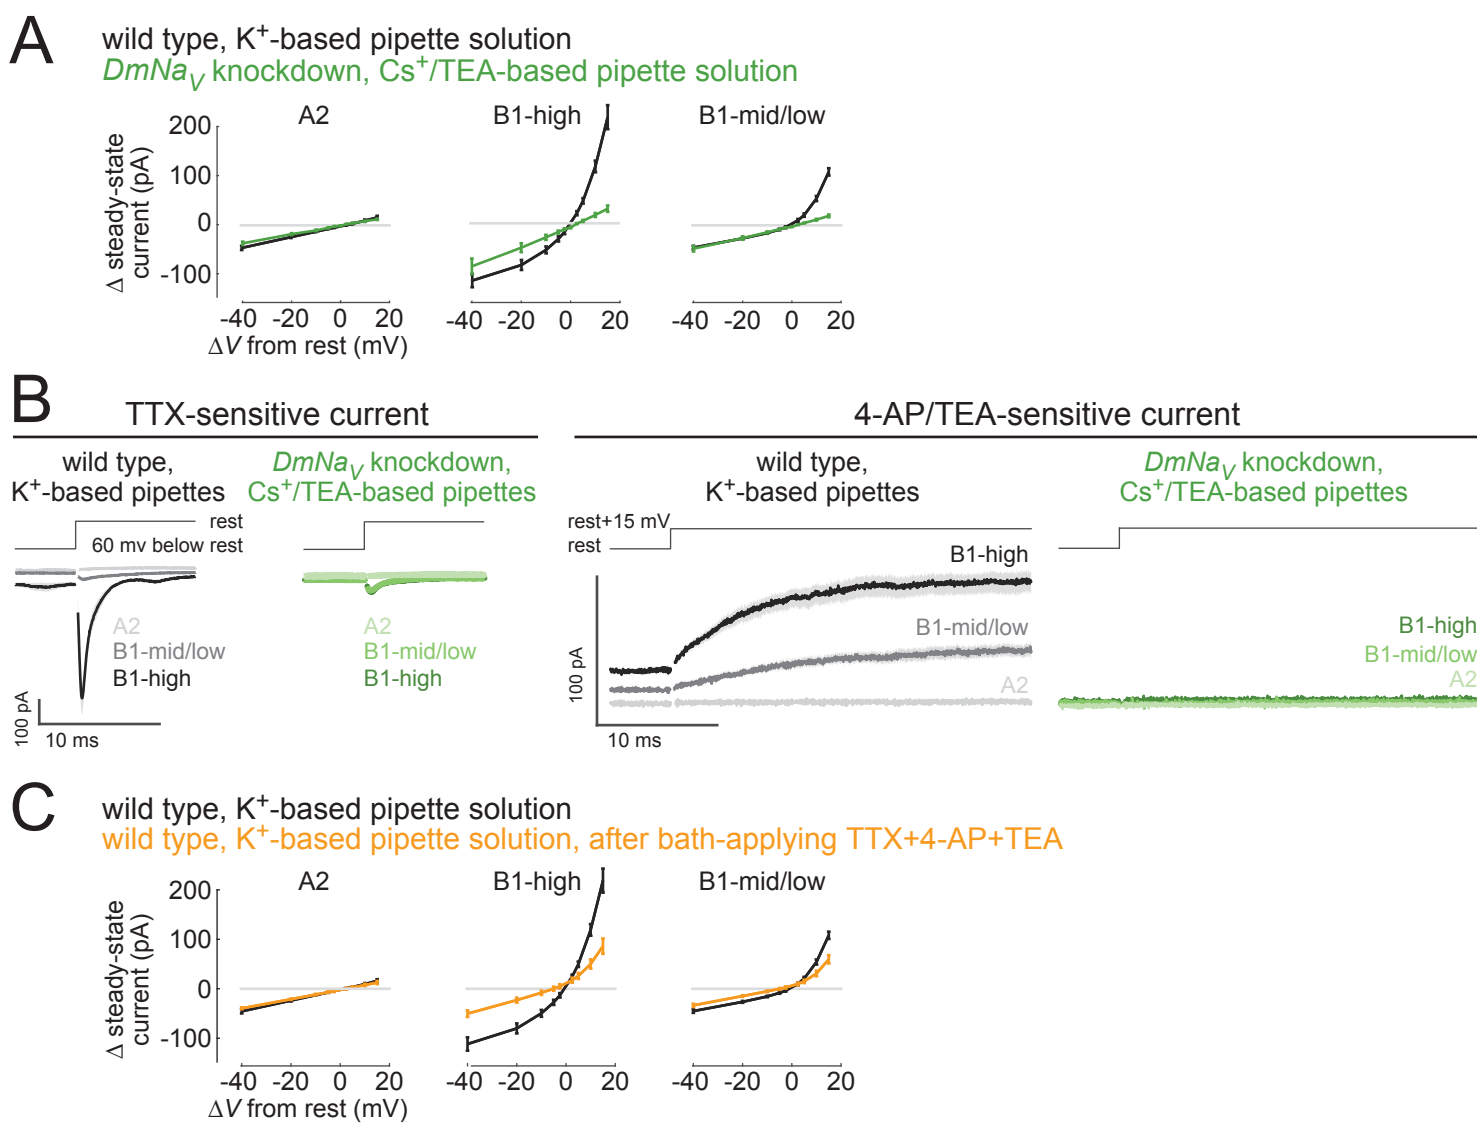 A
wild type, K+-based pipette solution
DmNaV knockdown, Cs+/TEA-based pipette solution
A2
B1-high
B1-mid/low
Δ steady-state
current (pA)
200
100
0
-100
-40 -20 0 20
-40 -20 0 20
-40 -20 0 20
ΔV from rest (mV)
B
TTX-sensitive current
4-AP/TEA-sensitive current
wild type,
K+-based pipettes
DmNaV knockdown,
Cs+/TEA-based pipettes
wild type,
K+-based pipettes
DmNaV knockdown,
Cs+/TEA-based pipettes
rest
60 mv below rest
A2
B1-mid/low
B1-high
100 pA
10 ms
A2
B1-mid/low
B1-high
rest+15 mV
rest
B1-high
B1-mid/low
A2
100 pA
10 ms
B1-high
B1-mid/low
A2
C
wild type, K+-based pipette solution
wild type, K+-based pipette solution, after bath-applying TTX+4-AP+TEA
A2
B1-high
B1-mid/low
Δ steady-state
current (pA)
200
100
0
-100
-40 -20 0 20
-40 -20 0 20
-40 -20 0 20
ΔV from rest (mV)